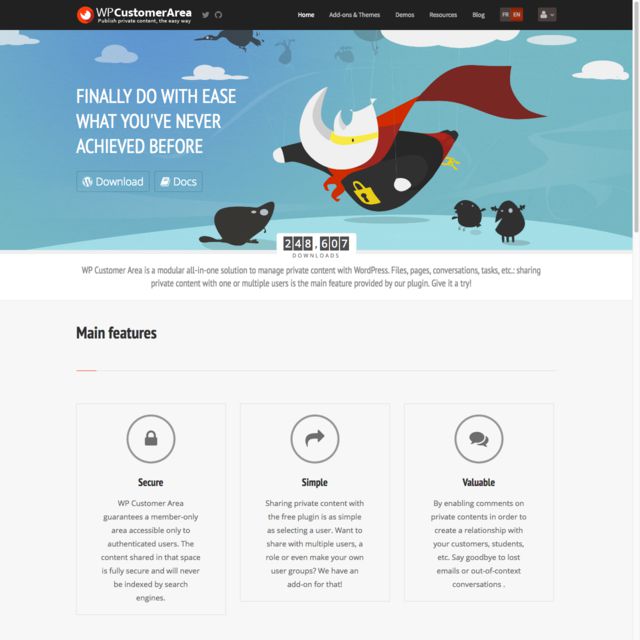 WPCustomerArea
Publish private content, the easy way
Home Add-ons & Themes Demos Resources Blog FR EN
FINALLY DO WITH EASE
WHAT YOU'VE NEVER
ACHIEVED BEFORE
Download Docs
248,607
DOWNLOADS
WP Customer Area is a modular all-in-one solution to manage private content with WordPress. Files, pages, conversations, tasks, etc.: sharing
private content with one or multiple users is the main feature provided by our plugin. Give it a try!
Main features
Secure
WP Customer Area
guarantees a member-only
area accessible only to
authenticated users. The
content shared in that space
is fully secure and will never
be indexed by search
engines.
Simple
Sharing private content with
the free plugin is as simple
as selecting a user. Want to
share with multiple users, a
role or even make your own
user groups? We have an
add-on for that!
Valuable
By enabling comments on
private contents in order to
create a relationship with
your customers, students,
etc. Say goodbye to lost
emails or out-of-context
conversations .